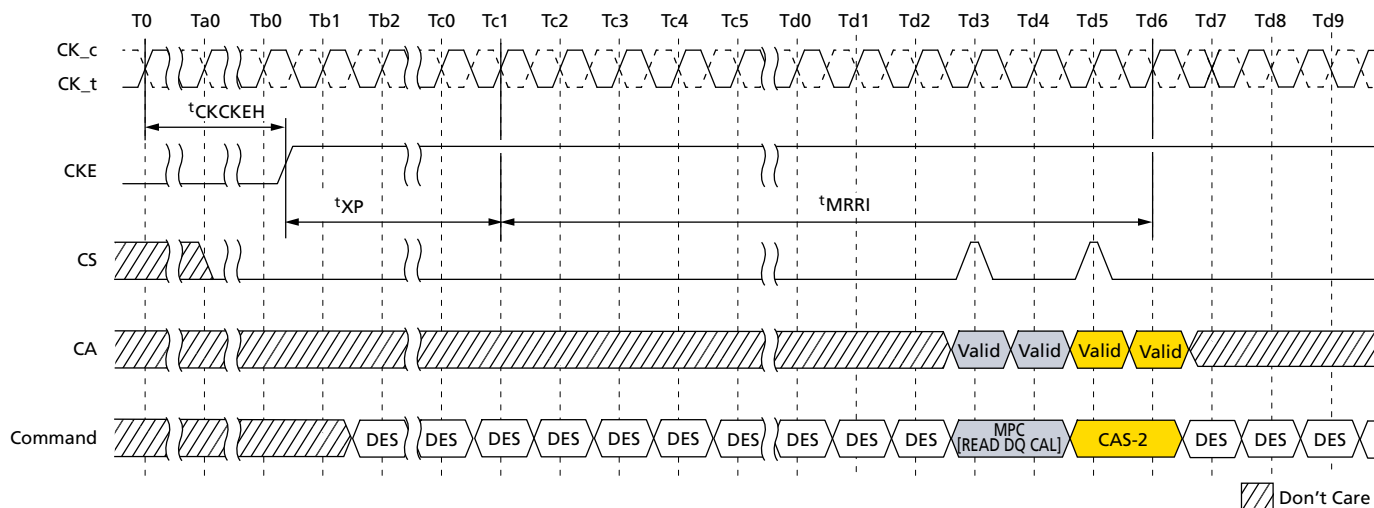 T0 Ta0 Tb0 Tb1 Tb2 Tc0 Tc1 Tc2 Tc3 Tc4 Tc5 Td0 Td1 Td2 Td3 Td4 Td5 Td6 Td7 Td8 Td9
CK_c
CK_t
tCKCKEH
CKE
tXP tMRRI
CS
CA Valid Valid Valid Valid
Command DES DES DES DES DES DES DES DES DES DES MPC [READ DQ CAL] CAS-2 DES DES DES
Don't Care